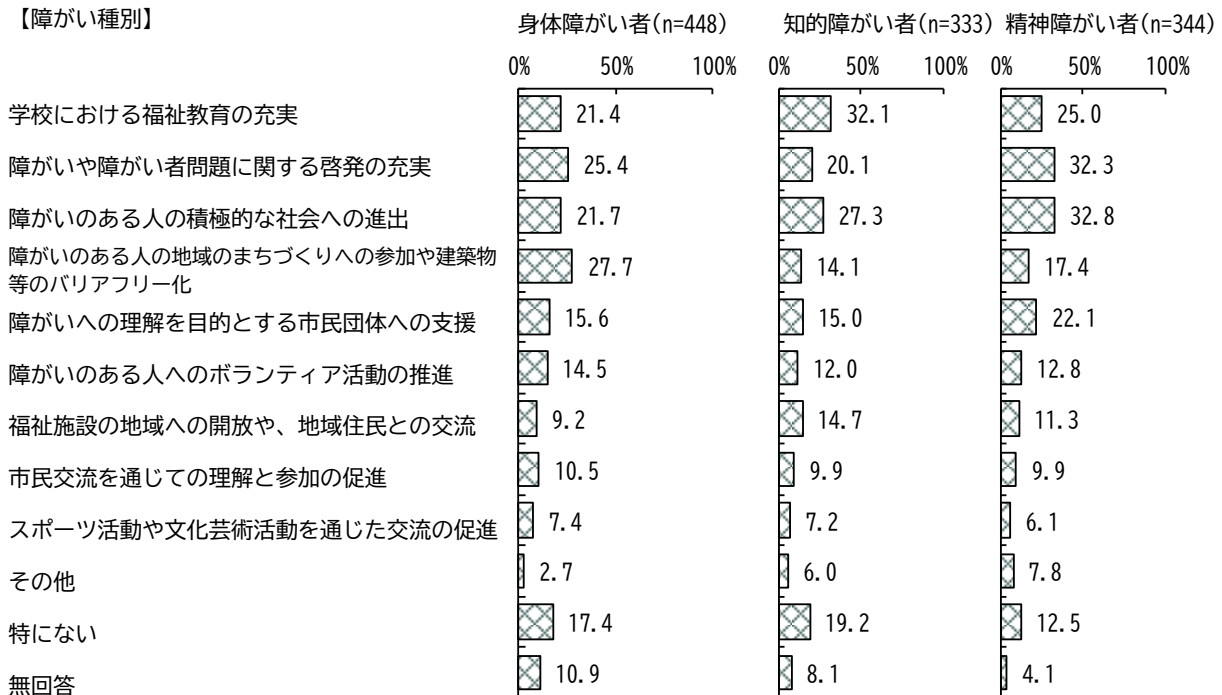 【障がい種別】
身体障がい者(n=448) 知的障がい者(n=333) 精神障がい者(n=344)
0% 50% 100% 0% 50% 100% 0% 50% 100%
学校における福祉教育の充実 21.4 32.1 25.0
障がいや障がい者問題に関する啓発の充実 25.4 20.1 32.3
障がいのある人の積極的な社会への進出 21.7 27.3 32.8
障がいのある人の地域のまちづくりへの参加や建築物
等のバリアフリー化 27.7 14.1 17.4
障がいへの理解を目的とする市民団体への支援 15.6 15.0 22.1
障がいのある人へのボランティア活動の推進 14.5 12.0 12.8
福祉施設の地域への開放や、地域住民との交流 9.2 14.7 11.3
市民交流を通じての理解と参加の促進 10.5 9.9 9.9
スポーツ活動や文化芸術活動を通じた交流の促進 7.4 7.2 6.1
その他 2.7 6.0 7.8
特にない 17.4 19.2 12.5
無回答 10.9 8.1 4.1